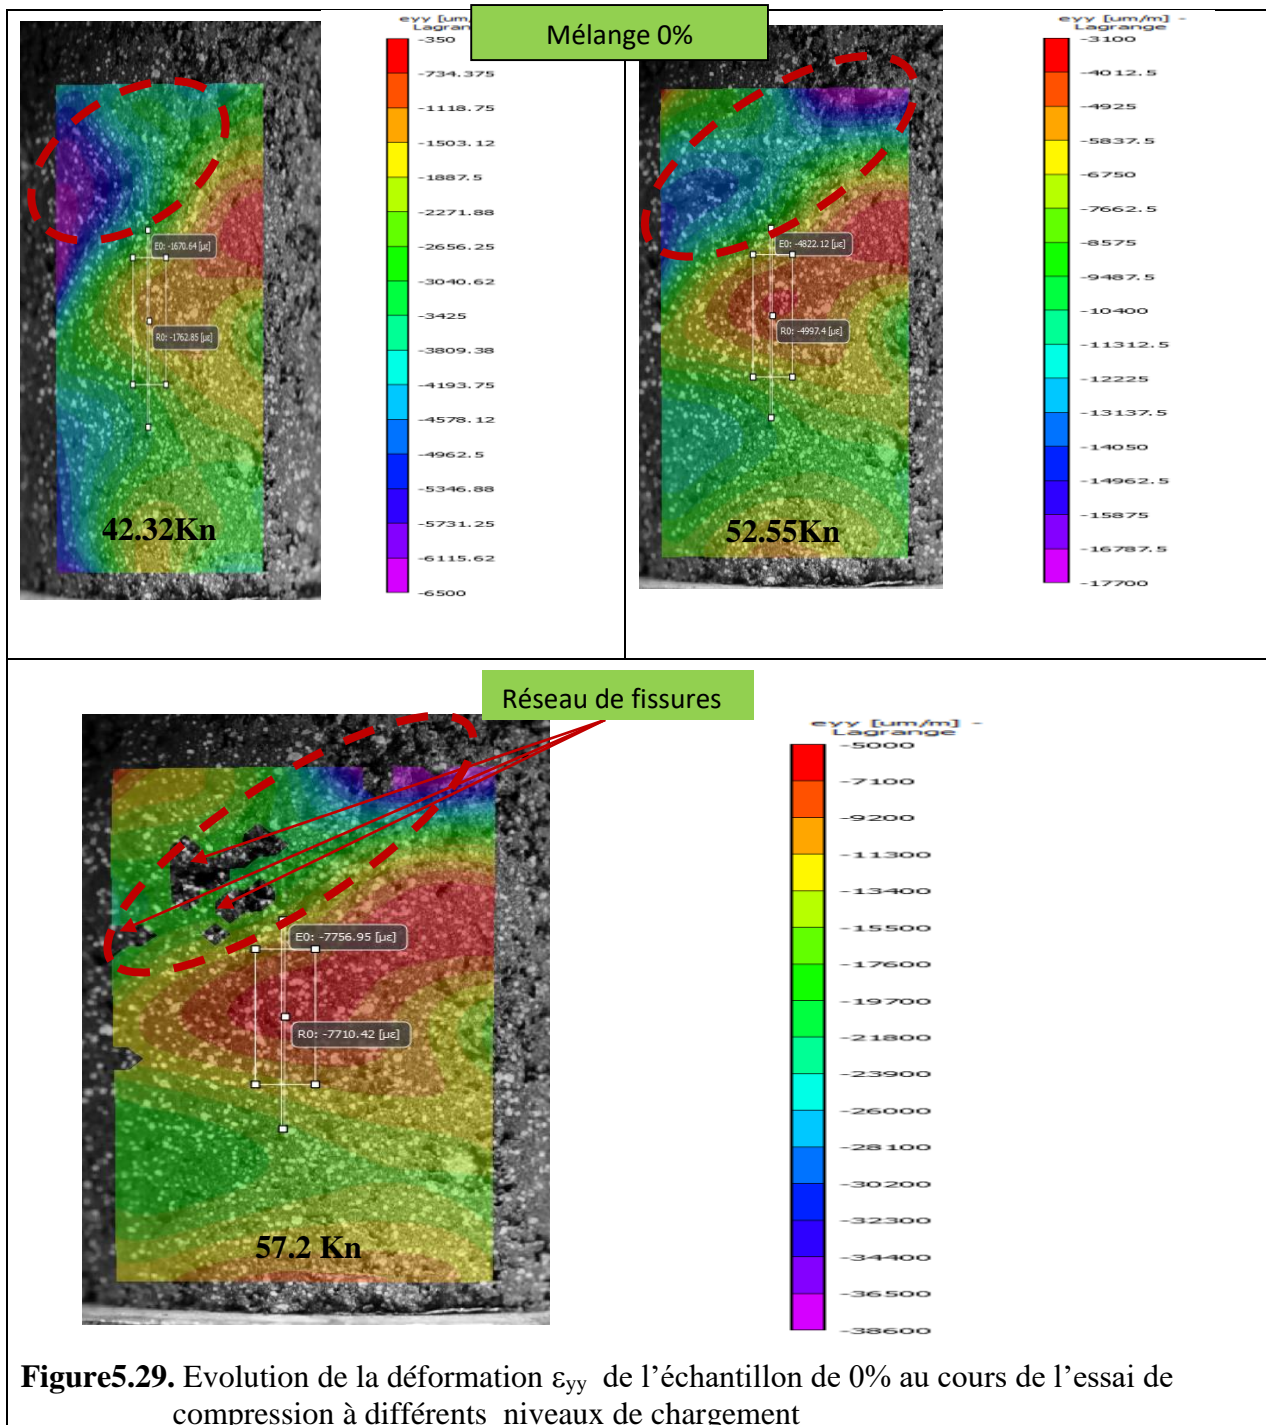 Mélange 0%
eyy [um/m] -
Lagrange
-350
-734.375
-1118.75
-1503.12
-1887.5
-2271.88
-2656.25
-3040.62
-3425
-3809.38
-4193.75
-4578.12
-4962.5
-5346.88
-5731.25
-6115.62
-6500
E0: -1670.64 [µε]
R0: -1762.85 [µε]
42.32Kn
eyy [um/m] -
Lagrange
-3100
-4012.5
-4925
-5837.5
-6750
-7662.5
-8575
-9487.5
-10400
-11312.5
-12225
-13137.5
-14050
-14962.5
-15875
-16787.5
-17700
E0: -4822.12 [µε]
R0: -4997.4 [µε]
52.55Kn
Réseau de fissures
eyy [um/m] -
Lagrange
-5000
-7100
-9200
-11300
-13400
-15500
-17600
-19700
-21800
-23900
-26000
-28100
-30200
-32300
-34400
-36500
-38600
E0: -7756.95 [µε]
R0: -7710.42 [µε]
57.2 Kn
Figure5.29. Evolution de la déformation εyy de l'échantillon de 0% au cours de l'essai de
compression à différents niveaux de chargement